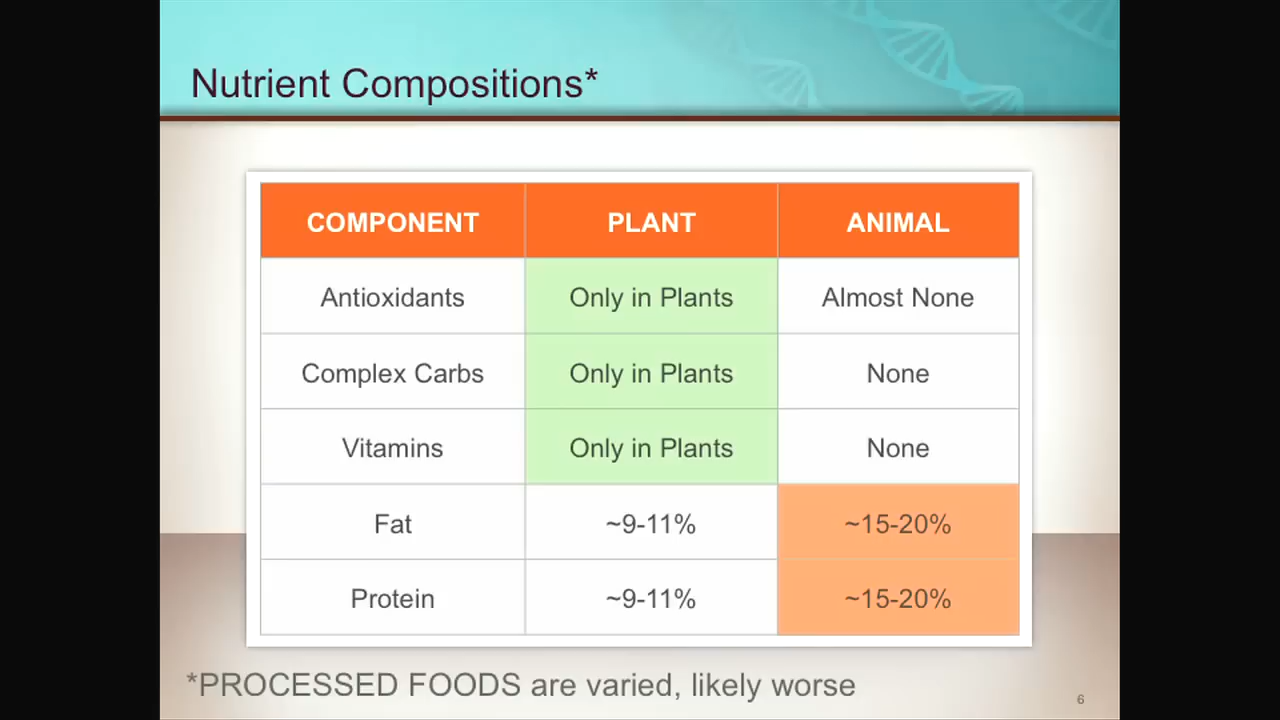 Nutrient Compositions*
COMPONENT PLANT ANIMAL
Antioxidants Only in Plants Almost None
Complex Carbs Only in Plants None
Vitamins Only in Plants None
Fat ~9-11% ~15-20%
Protein ~9-11% ~15-20%
*PROCESSED FOODS are varied, likely worse
6